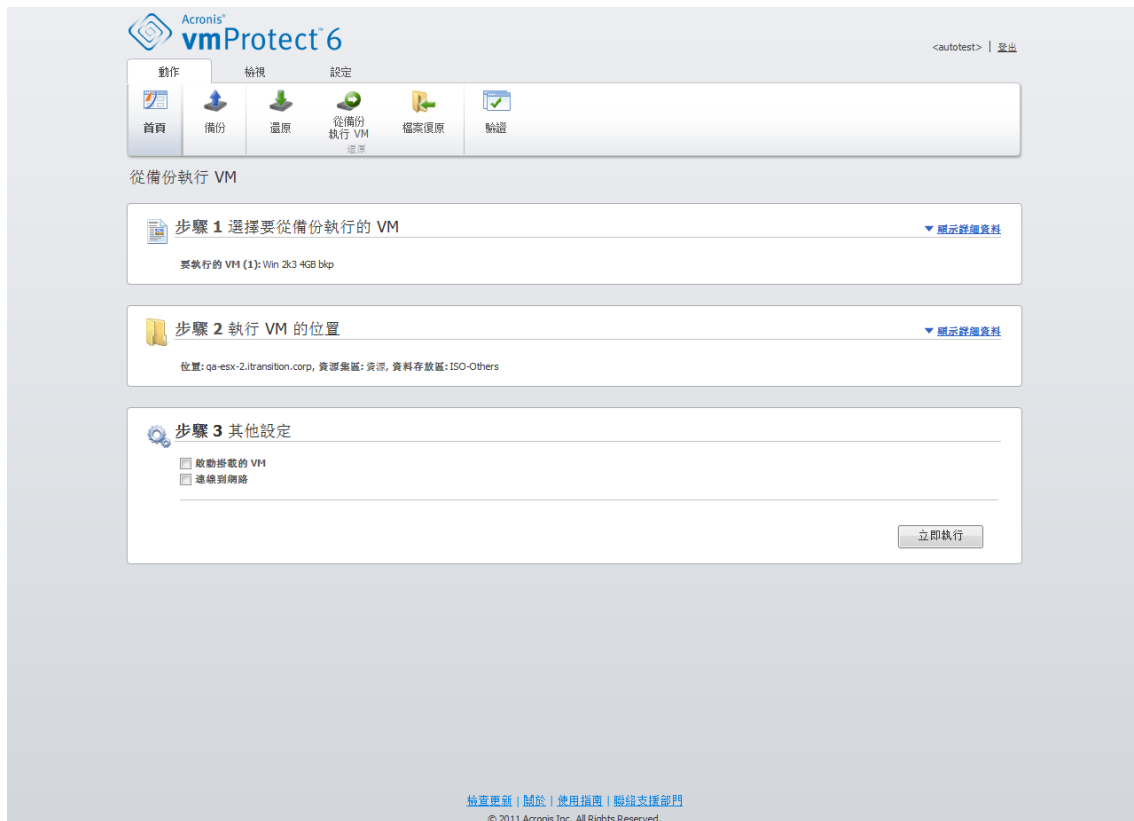 Acronis®
vmProtect™ 6
<autotest> | 登出
動作 檢視 設定
首頁 備份 還原 從備份 執行 VM 檔案復原 驗證
還原
從備份執行 VM
步驟 1 選擇要從備份執行的 VM
▼ 顯示詳細資料
要執行的 VM (1): Win 2k3 4GB bkp
步驟 2 執行 VM 的位置
▼ 顯示詳細資料
位置: qa-esx-2.itransition.corp, 資源集區: 资源, 資料存放區: ISO-Others
步驟 3 其他設定
啟動掛載的 VM
連線到網路
立即執行
檢查更新 | 關於 | 使用指南 | 聯絡支援部門
© 2011 Acronis Inc. All Rights Reserved.